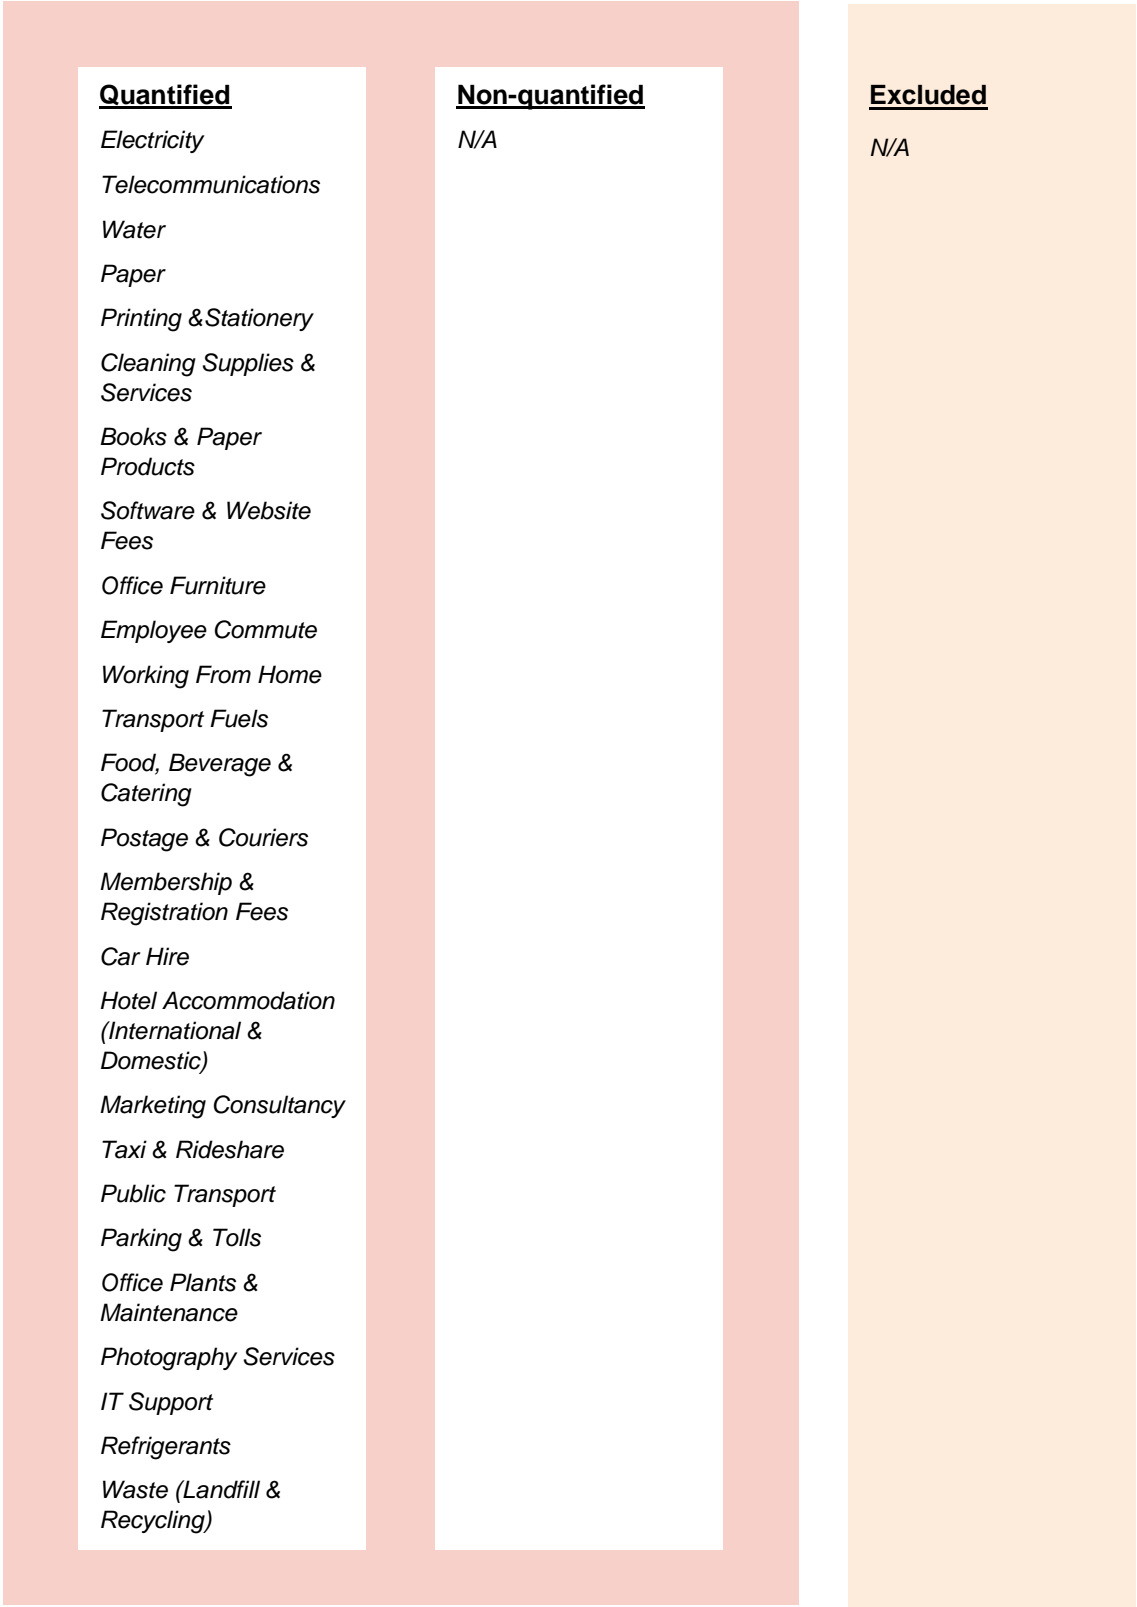 Quantified
Electricity
Telecommunications
Water
Paper
Printing &Stationery
Cleaning Supplies &
Services
Books & Paper
Products
Software & Website
Fees
Office Furniture
Employee Commute
Working From Home
Transport Fuels
Food, Beverage &
Catering
Postage & Couriers
Membership &
Registration Fees
Car Hire
Hotel Accommodation
(International &
Domestic)
Marketing Consultancy
Taxi & Rideshare
Public Transport
Parking & Tolls
Office Plants &
Maintenance
Photography Services
IT Support
Refrigerants
Waste (Landfill &
Recycling)
Non-quantified
N/A
Excluded
N/A